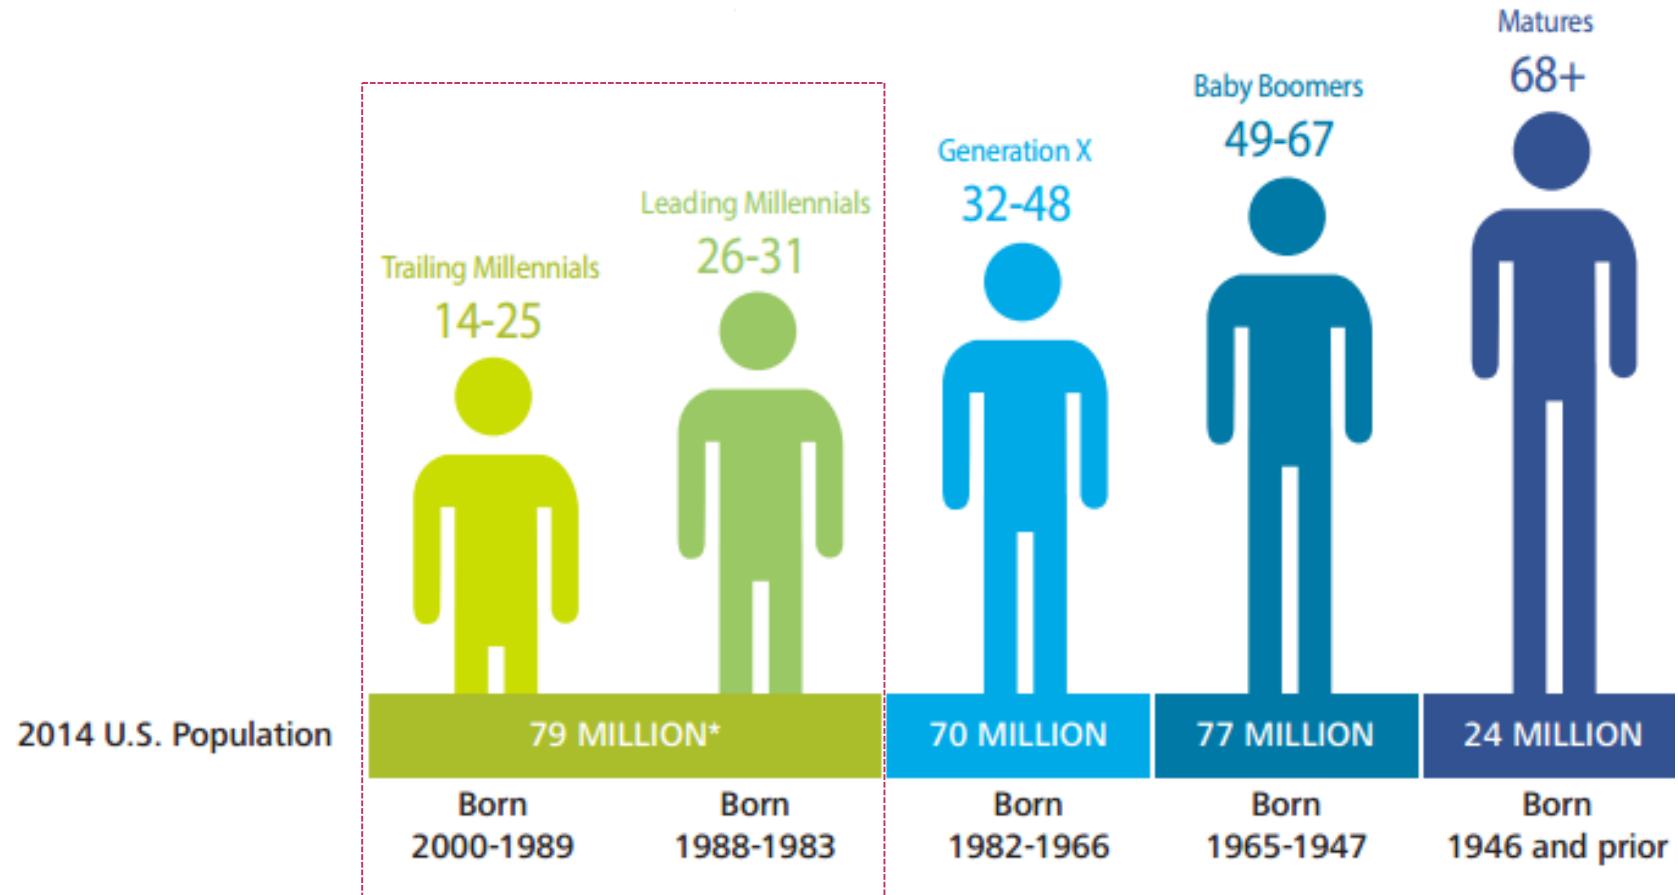 Trailing Millennials
14-25
Leading Millennials
26-31
Generation X
32-48
Baby Boomers
49-67
Matures
68+
2014 U.S. Population
79 MILLION*
70 MILLION
77 MILLION
24 MILLION
Born
2000-1989
Born
1988-1983
Born
1982-1966
Born
1965-1947
Born
1946 and prior